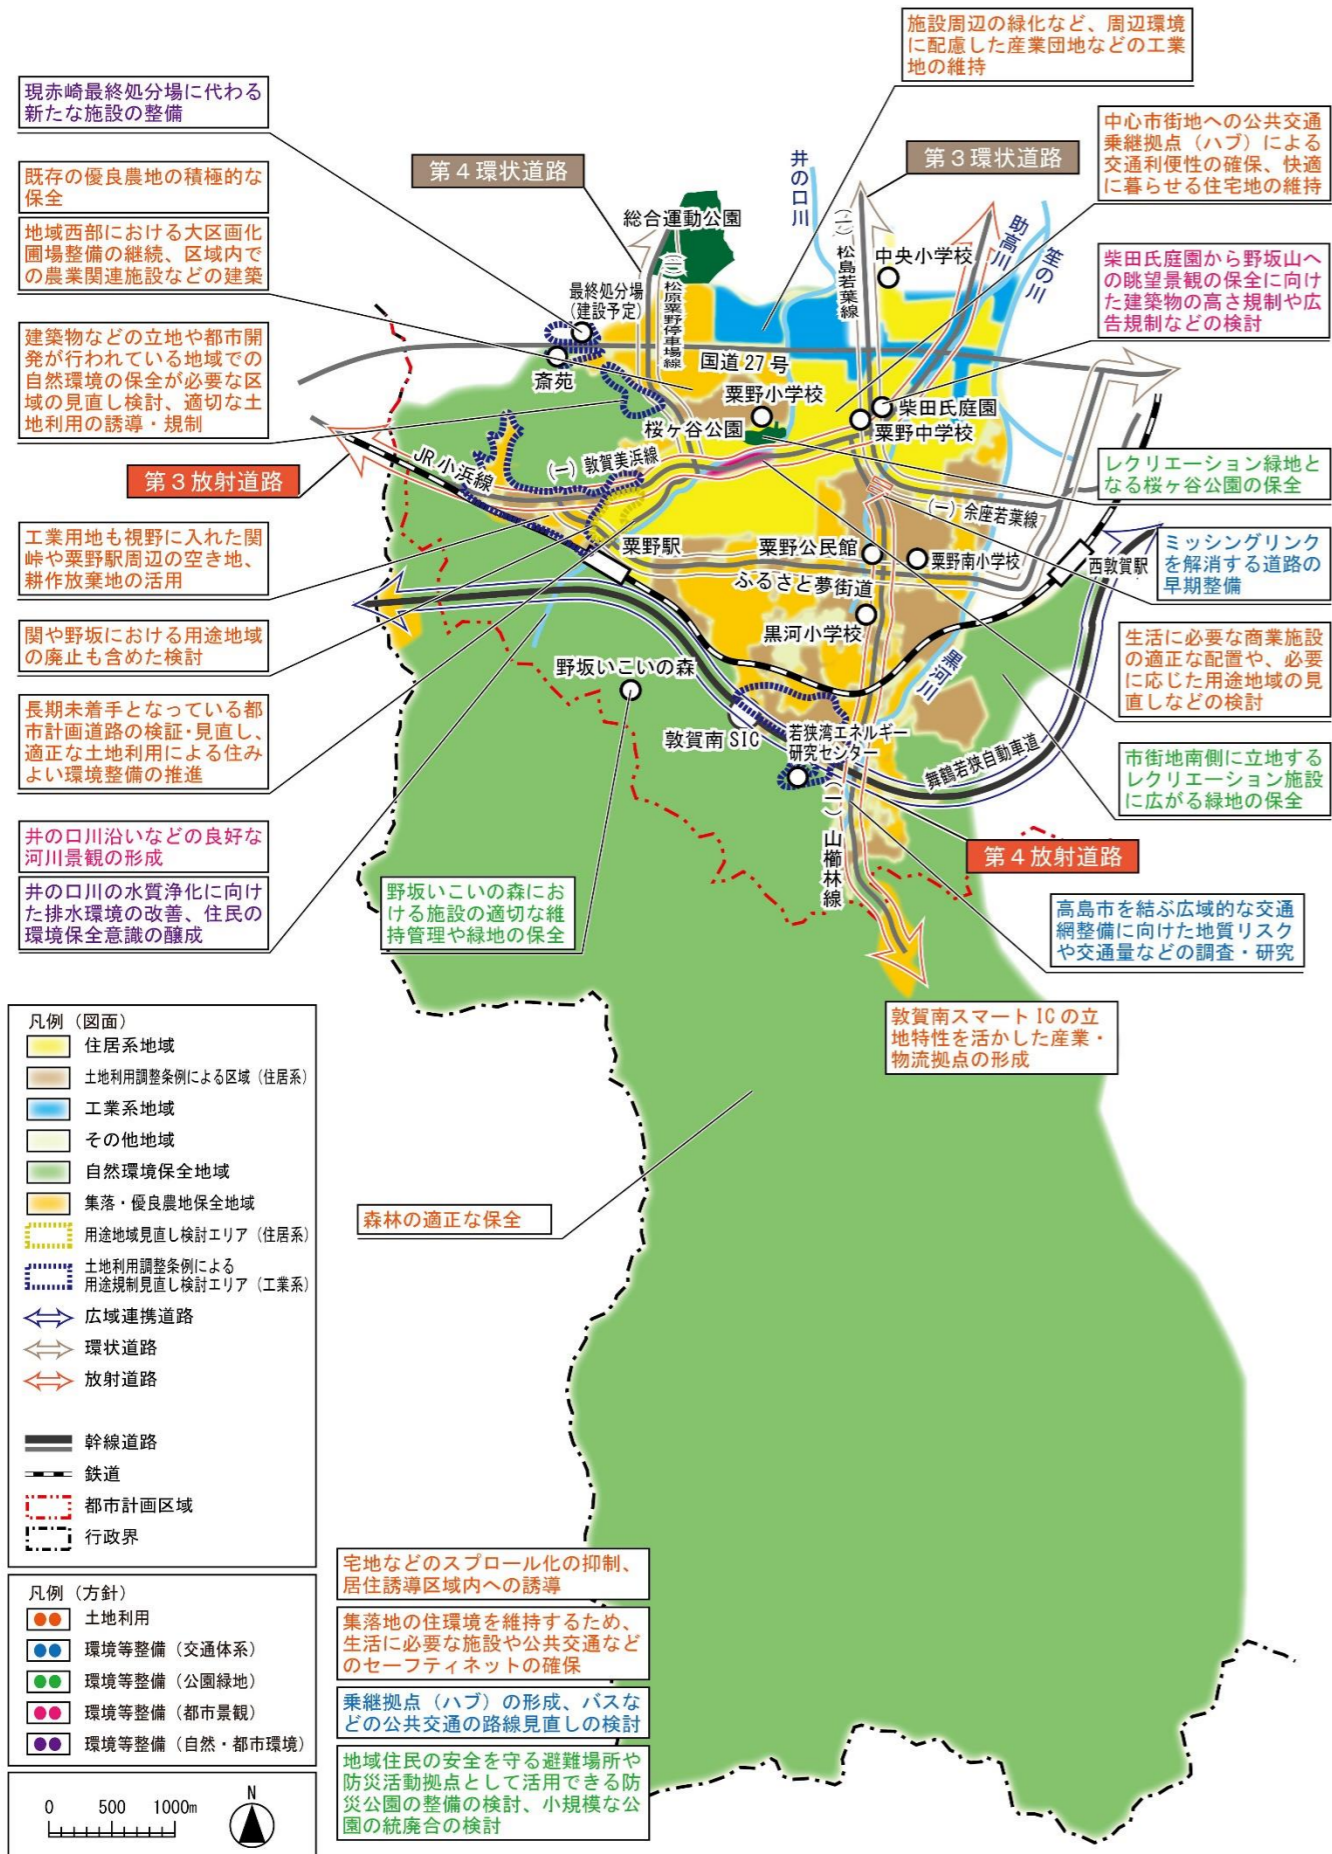 施設周辺の緑化など、周辺環境
に配慮した産業団地などの工業
地の維持
現赤崎最終処分場に代わる
新たな施設の整備
中心市街地への公共交通
乗継拠点（ハブ）による
交通利便性の確保、快適
に暮らせる住宅地の維持
第４環状道路
第３環状道路
既存の優良農地の積極的な
保全
地域西部における大区画化
圃場整備の継続、区域内で
の農業関連施設などの建築
総合運動公園
井の口川
(一)松島若葉線
助高川
笙の川
中央小学校
柴田氏庭園から野坂山へ
の眺望景観の保全に向け
た建築物の高さ規制や広
告規制などの検討
最終処分場
(建設予定)
(一)松原粟野停車場線
建築物などの立地や都市開
発が行われている地域での
自然環境の保全が必要な区
域の見直し検討、適切な土
地利用の誘導・規制
斎苑
国道27号
粟野小学校
柴田氏庭園
桜ヶ谷公園
粟野中学校
第３放射道路
JR小浜線
(一)敦賀美浜線
レクリエーション緑地と
なる桜ヶ谷公園の保全
(一)余座若葉線
工業用地も視野に入れた関
峠や粟野駅周辺の空き地、
耕作放棄地の活用
粟野駅
粟野公民館
粟野南小学校
西敦賀駅
ふるさと夢街道
ミッシングリンク
を解消する道路の
早期整備
関や野坂における用途地域
の廃止も含めた検討
黒河小学校
黒河川
生活に必要な商業施設
の適正な配置や、必要
に応じた用途地域の見
直しなどの検討
野坂いこいの森
長期未着手となっている都
市計画道路の検証・見直し、
適正な土地利用による住み
よい環境整備の推進
敦賀南SIC
若狭湾エネルギー
研究センター
舞鶴若狭自動車道
市街地南側に立地する
レクリエーション施設
に広がる緑地の保全
(一)山櫛林線
井の口川沿いなどの良好な
河川景観の形成
第４放射道路
井の口川の水質浄化に向け
た排水環境の改善、住民の
環境保全意識の醸成
野坂いこいの森にお
ける施設の適切な維
持管理や緑地の保全
高島市を結ぶ広域的な交通
網整備に向けた地質リスク
や交通量などの調査・研究
敦賀南スマートICの立
地特性を活かした産業・
物流拠点の形成
凡例（図面）
住居系地域
土地利用調整条例による区域（住居系）
工業系地域
その他地域
自然環境保全地域
集落・優良農地保全地域
用途地域見直し検討エリア（住居系）
土地利用調整条例による
用途規制見直し検討エリア（工業系）
広域連携道路
環状道路
放射道路
幹線道路
鉄道
都市計画区域
行政界
森林の適正な保全
凡例（方針）
土地利用
環境等整備（交通体系）
環境等整備（公園緑地）
環境等整備（都市景観）
環境等整備（自然・都市環境）
宅地などのスプロール化の抑制、
居住誘導区域内への誘導
集落地の住環境を維持するため、
生活に必要な施設や公共交通など
のセーフティネットの確保
乗継拠点（ハブ）の形成、バスな
どの公共交通の路線見直しの検討
地域住民の安全を守る避難場所や
防災活動拠点として活用できる防
災公園の整備の検討、小規模な公
園の統廃合の検討
0 500 1000m
N